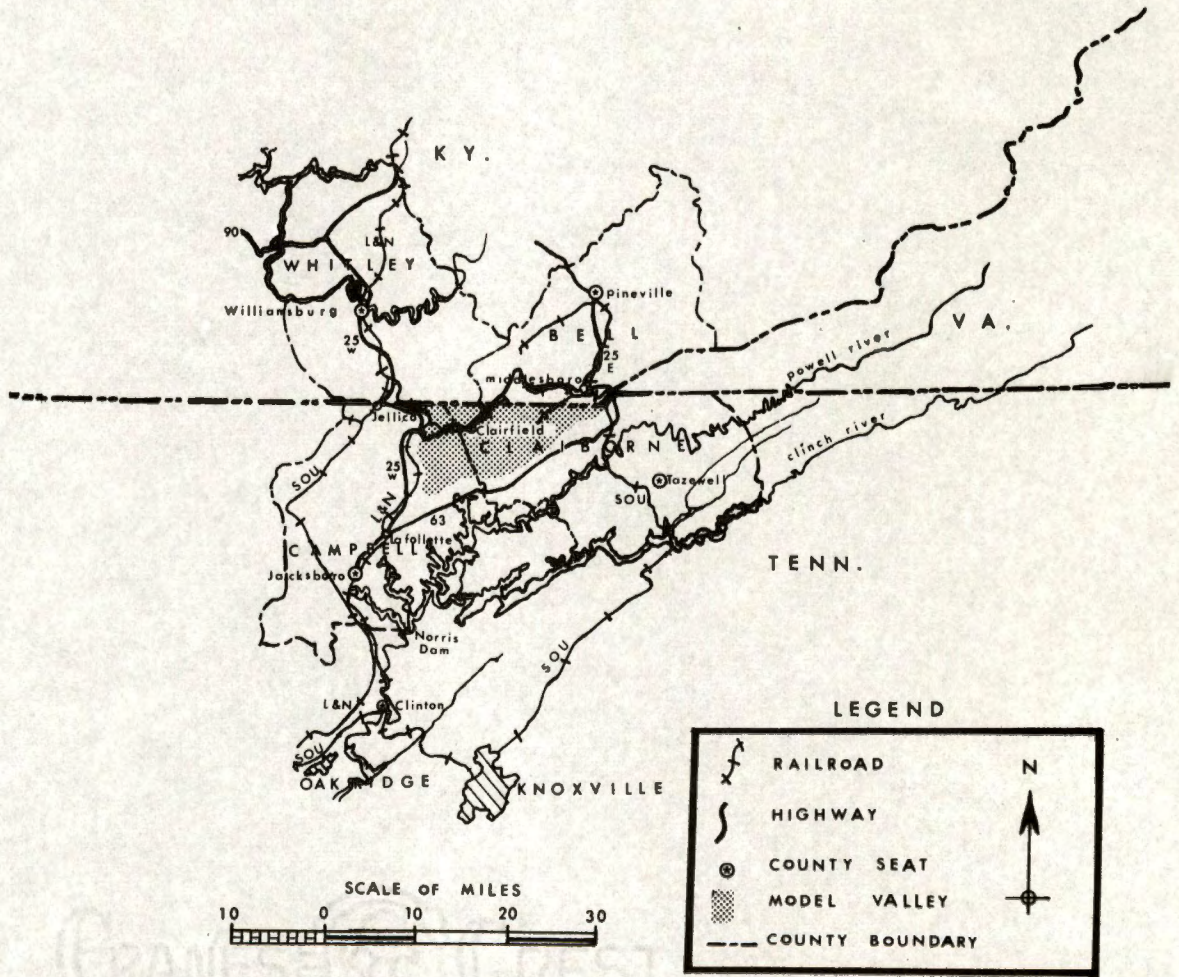 KY.
90
L&N
WHITLEY
Pineville
Williamsburg
VA.
25
W
BELL
25
E
powell river
middlesboro
Jellico
Clairfield
CLAIBORNE
clinch river
25
L&N
SOU
Tazewell
SOU
63
Lafollette
CAMPBELL
Jacksboro
TENN.
Norris
Dam
SOU
L&N
Clinton
SOU
OAK RIDGE
KNOXVILLE
LEGEND
RAILROAD
N
HIGHWAY
COUNTY SEAT
MODEL VALLEY
COUNTY BOUNDARY
SCALE OF MILES
10 0 10 20 30